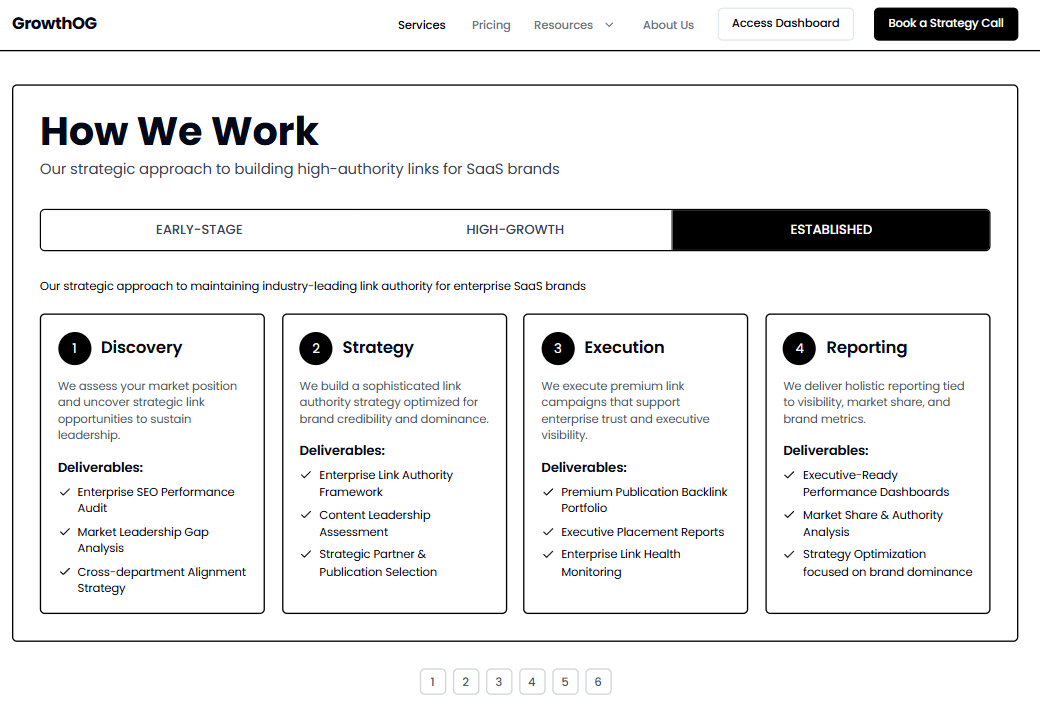 GrowthOG
Services
Pricing
Resources
About Us
Access Dashboard
Book a Strategy Call
How We Work
Our strategic approach to building high-authority links for SaaS brands
EARLY-STAGE
HIGH-GROWTH
ESTABLISHED
Our strategic approach to maintaining industry-leading link authority for enterprise SaaS brands
1
Discovery
We assess your market position
and uncover strategic link
opportunities to sustain
leadership.
Deliverables:
Enterprise SEO Performance
Audit
Market Leadership Gap
Analysis
Cross-department Alignment
Strategy
2
Strategy
We build a sophisticated link
authority strategy optimized for
brand credibility and dominance.
Deliverables:
Enterprise Link Authority
Framework
Content Leadership
Assessment
Strategic Partner &
Publication Selection
3
Execution
We execute premium link
campaigns that support
enterprise trust and executive
visibility.
Deliverables:
Premium Publication Backlink
Portfolio
Executive Placement Reports
Enterprise Link Health
Monitoring
4
Reporting
We deliver holistic reporting tied
to visibility, market share, and
brand metrics.
Deliverables:
Executive-Ready
Performance Dashboards
Market Share & Authority
Analysis
Strategy Optimization
focused on brand dominance
1
2
3
4
5
6